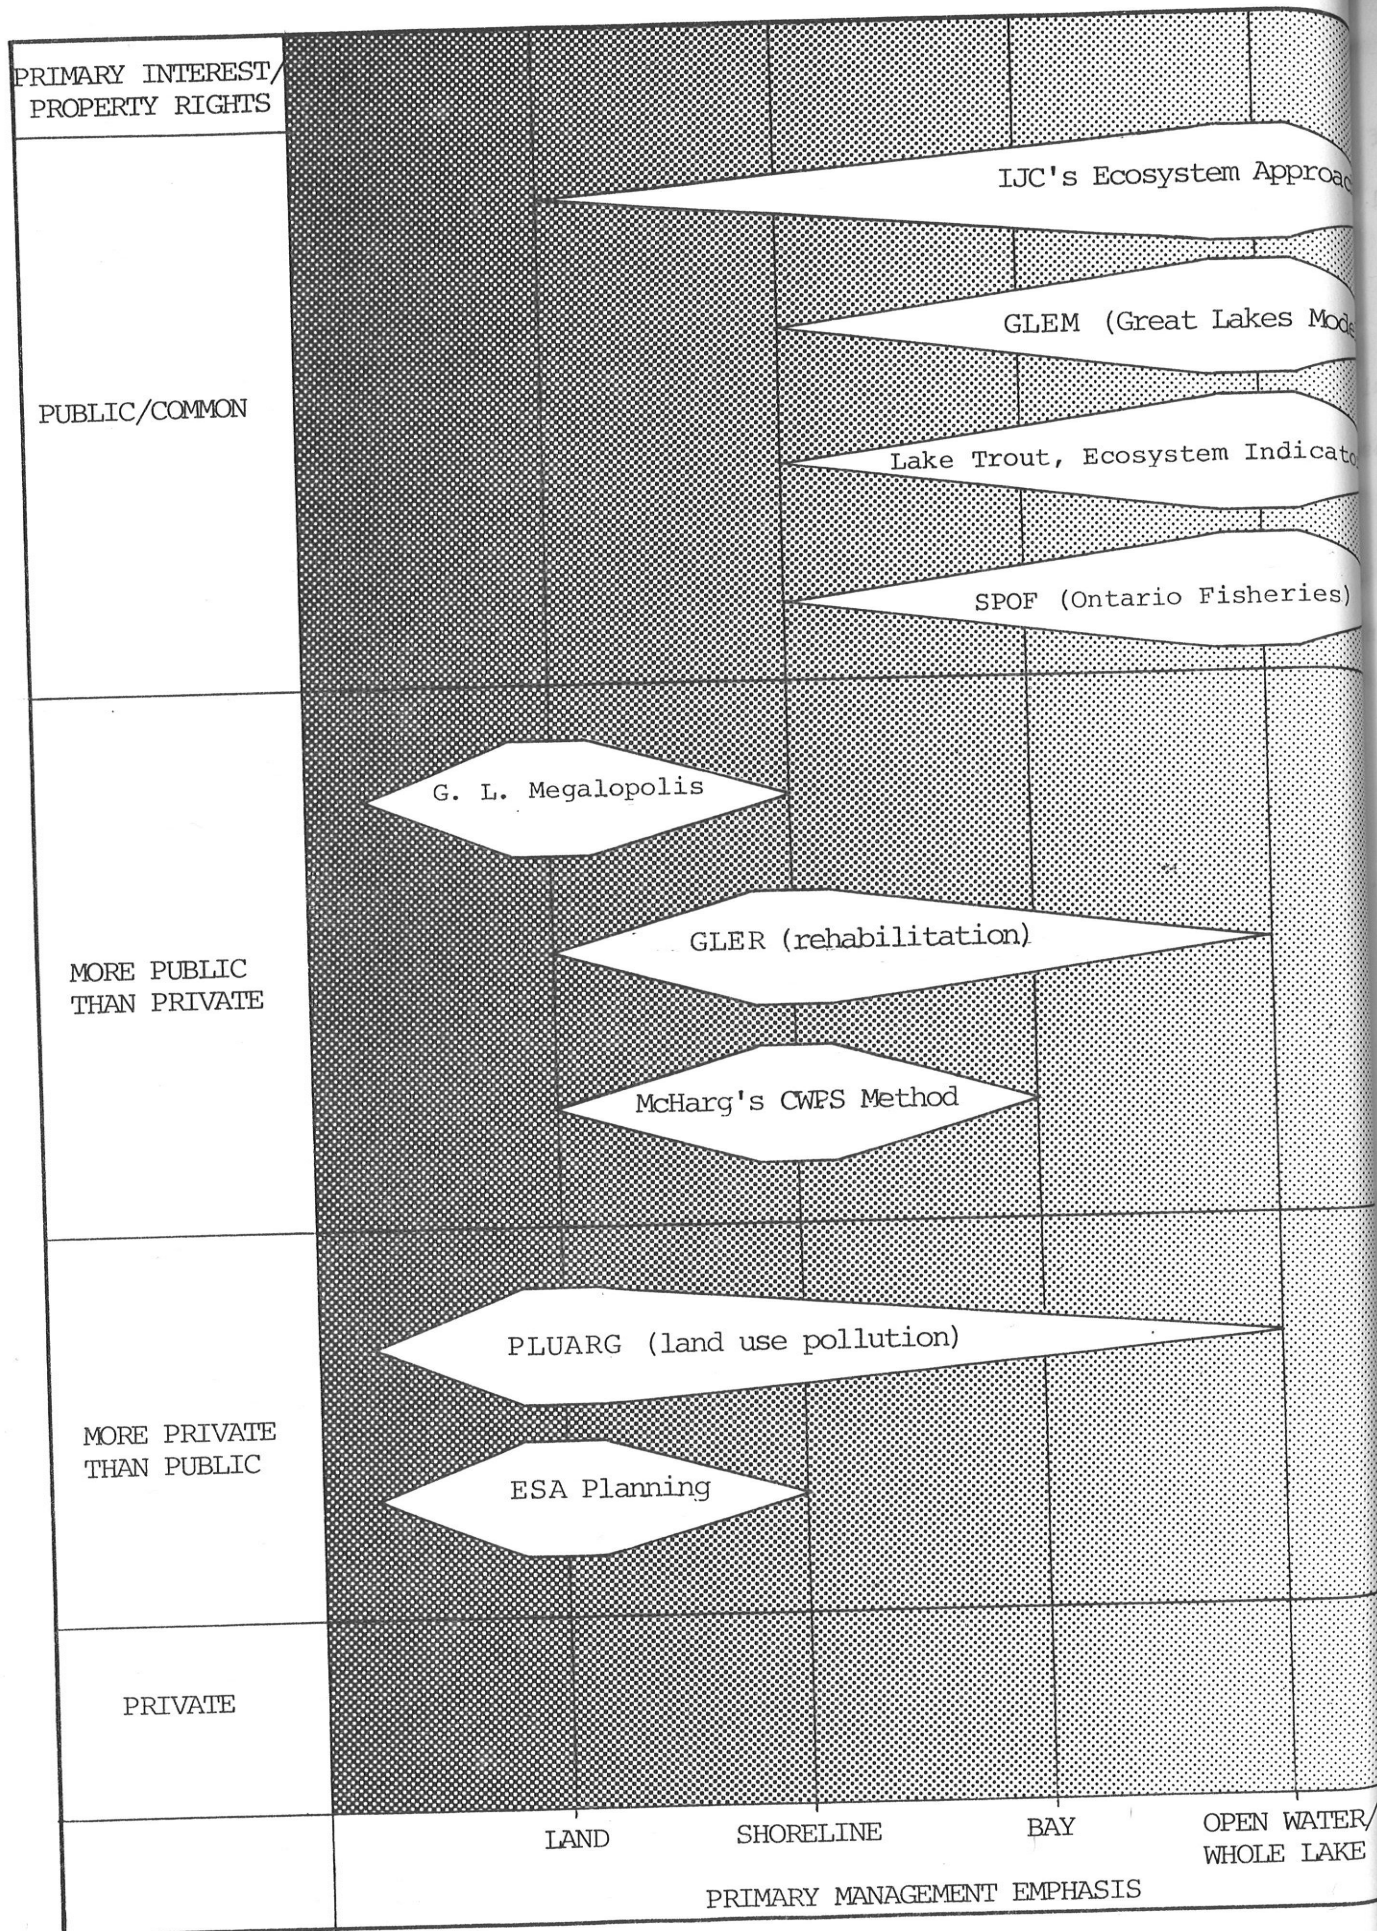 PRIMARY INTEREST/
PROPERTY RIGHTS
PUBLIC/COMMON
IJC's Ecosystem Approac
GLEM (Great Lakes Mode
Lake Trout, Ecosystem Indicato
SPOF (Ontario Fisheries)
MORE PUBLIC
THAN PRIVATE
G. L. Megalopolis
GLER (rehabilitation)
McHarg's CWPS Method
MORE PRIVATE
THAN PUBLIC
PLUARG (land use pollution)
ESA Planning
PRIVATE
LAND
SHORELINE
BAY
OPEN WATER/
WHOLE LAKE
PRIMARY MANAGEMENT EMPHASIS